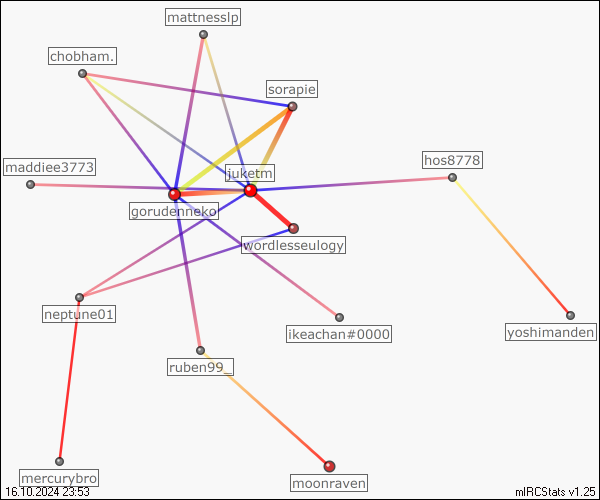 mattnesslp
chobham.
sorapie
hos8778
maddiee3773
juketm
gorudenneko
wordlesseulogy
neptune01
ikeachan#0000
yoshimanden
ruben99_
mercurybro
moonraven
16.10.2024 23:53
mIRCStats v1.25